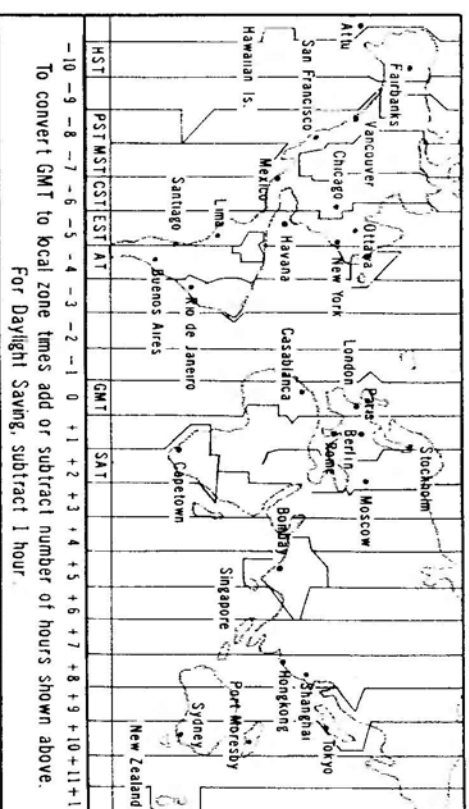 Attu
Fairbanks
Hawaiian Is.
San Francisco
Vancouver
Chicago
Ottawa
New York
Mexico
Havana
Lima
Santiago
Rio de Janeiro
Buenos Aires
London
Paris
Stockholm
Berlin
Rome
Moscow
Casablanca
Capetown
Bombay
Singapore
Hongkong
Shanghai
Tokyo
Port Moresby
Sydney
New Zealand
HST PST MST CST EST AT GMT SAT
-10 -9 -8 -7 -6 -5 -4 -3 -2 -1 0 +1 +2 +3 +4 +5 +6 +7 +8 +9 +10 +11 +1
To convert GMT to local zone times add or subtract number of hours shown above.
For Daylight Saving, subtract 1 hour.